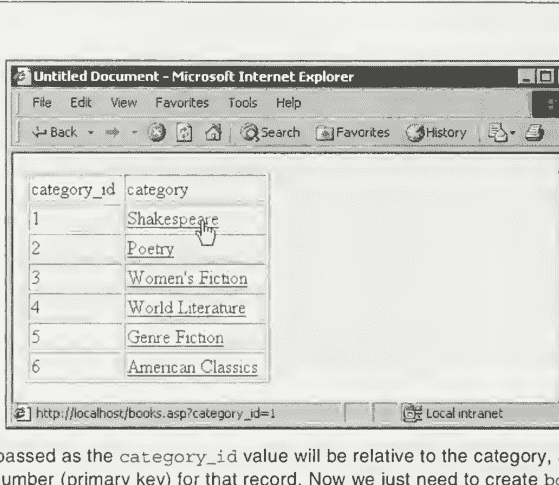 Untitled Document - Microsoft Internet Explorer
File Edit View Favorites Tools Help
Back Search Favorites History
category_id category
1 Shakespeare
2 Poetry
3 Women's Fiction
4 World Literature
5 Genre Fiction
6 American Classics
http://localhost/books.asp?category_id=1 Local intranet
passed as the category_id value will be relative to the category,
number (primary key) for that record. Now we just need to create